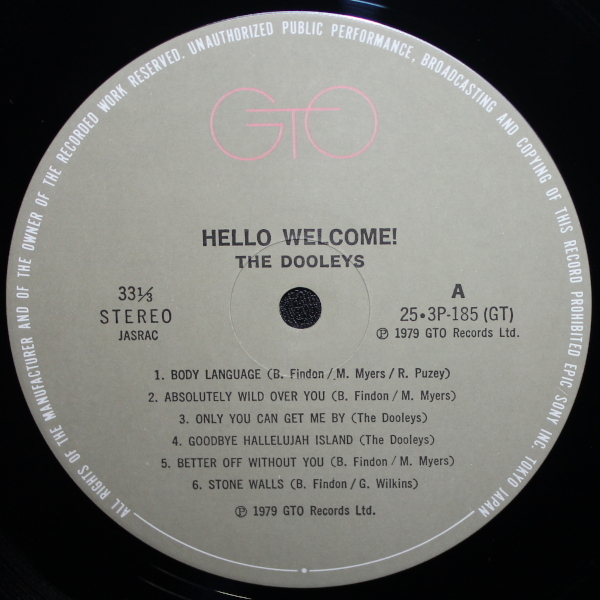 ALL RIGHTS OF THE MANUFACTURER AND OF THE OWNER OF THE RECORDED WORK RESERVED. UNAUTHORIZED PUBLIC PERFORMANCE, BROADCASTING AND COPYING OF THIS RECORD PROHIBITED EPIC/SONY INC. TOKYO JAPAN
GTO
HELLO WELCOME!
THE DOOLEYS
33⅓
STEREO
JASRAC
A
25•3P-185 (GT)
℗ 1979 GTO Records Ltd.
1. BODY LANGUAGE (B. Findon/M. Myers/R. Puzey)
2. ABSOLUTELY WILD OVER YOU (B. Findon/M. Myers)
3. ONLY YOU CAN GET ME BY (The Dooleys)
4. GOODBYE HALLELUJAH ISLAND (The Dooleys)
5. BETTER OFF WITHOUT YOU (B. Findon/M. Myers)
6. STONE WALLS (B. Findon/G. Wilkins)
℗ 1979 GTO Records Ltd.